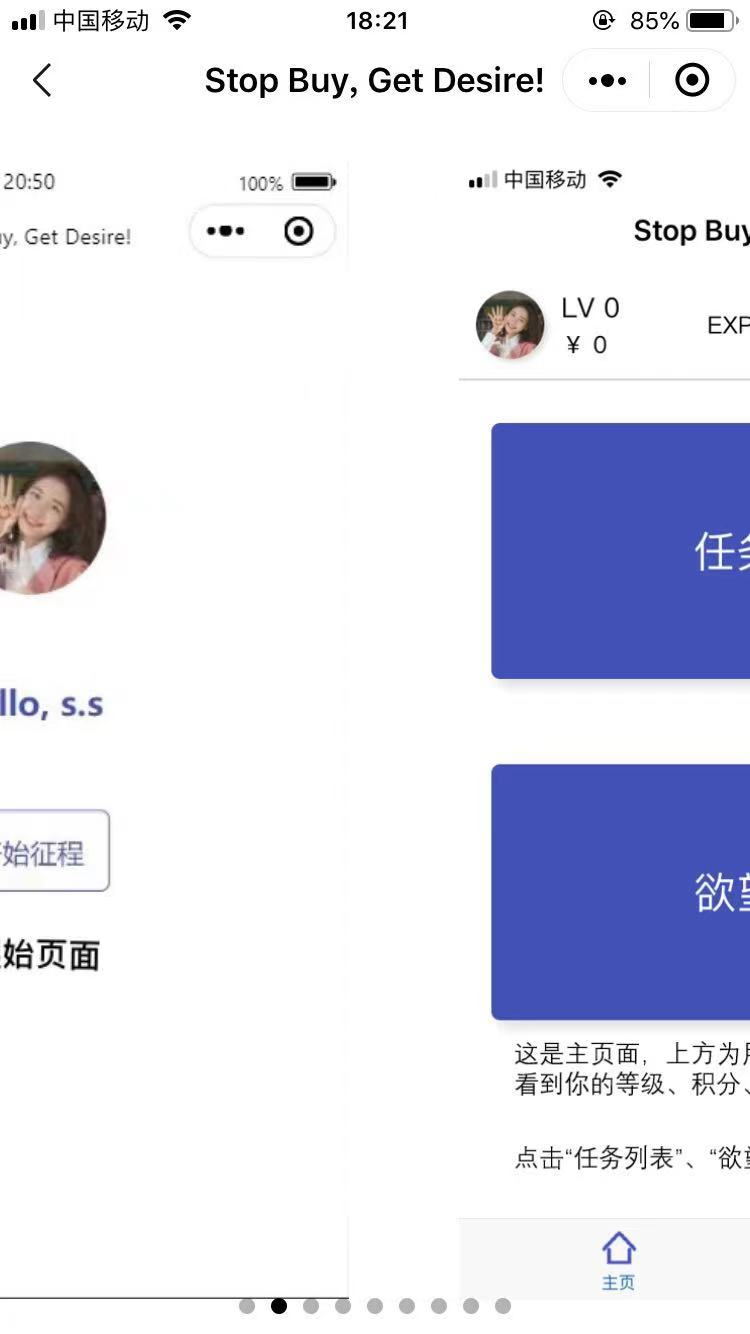 中国移动 18:21 85%
Stop Buy, Get Desire!
20:50 100%
y, Get Desire!
llo, s.s
始征程
始页面
中国移动
Stop Buy
LV 0
¥ 0
EXP
任务
欲望
这是主页面，上方为用
看到你的等级、积分、
点击“任务列表”、“欲望
主页